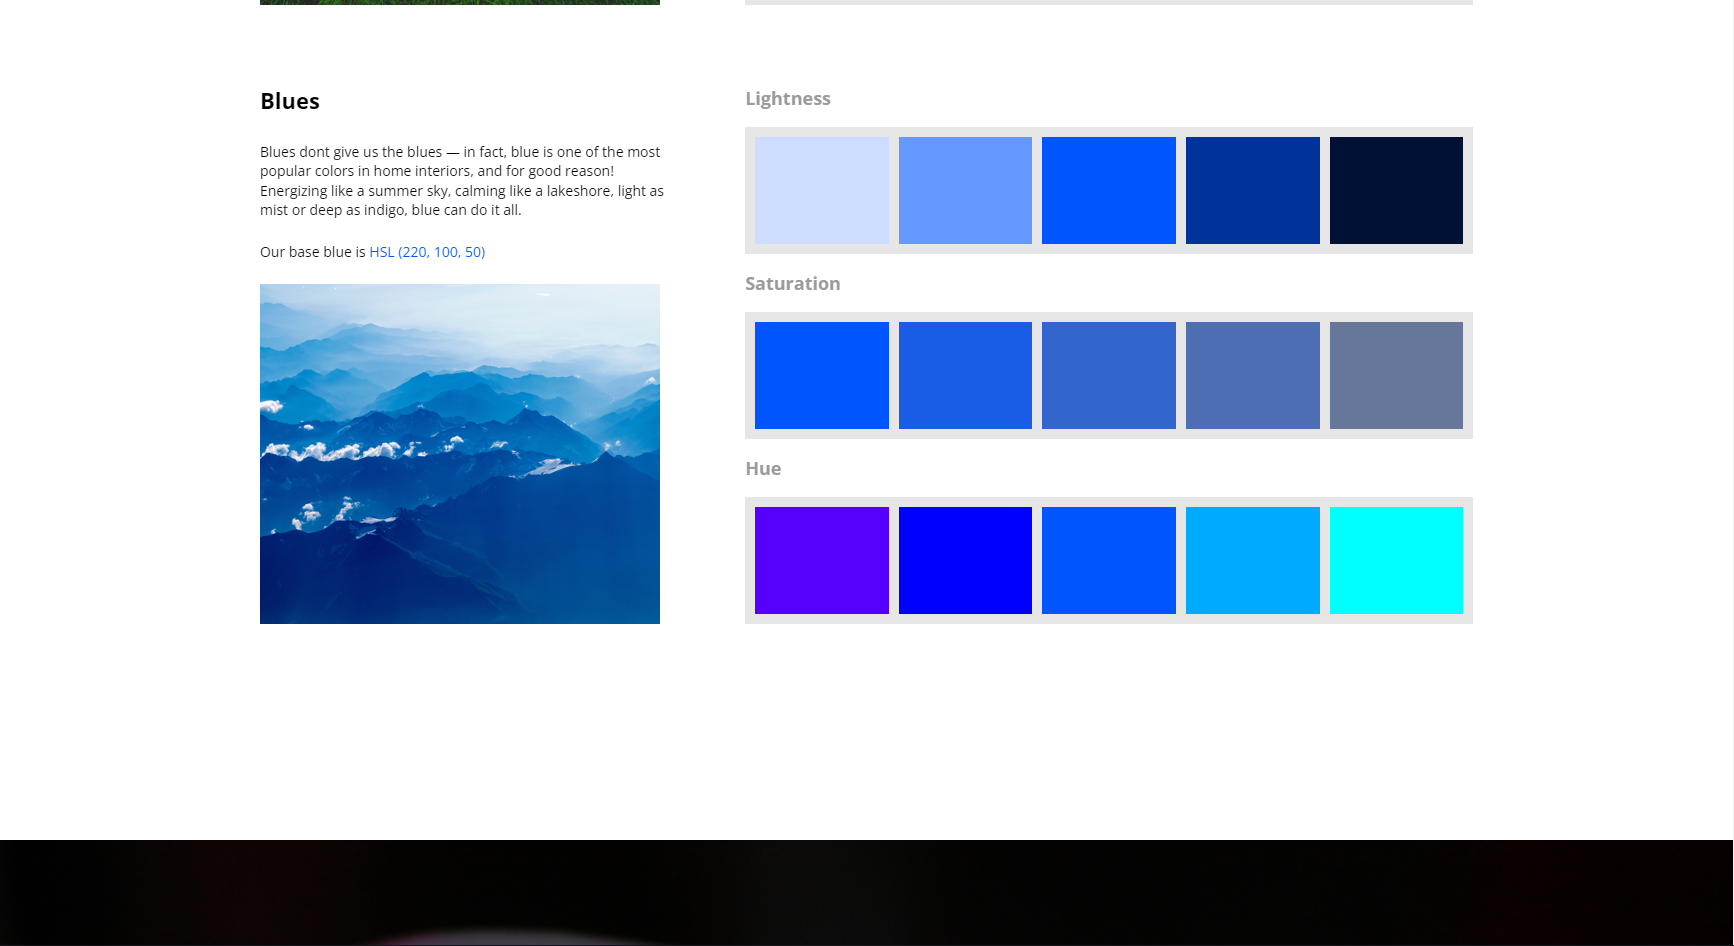 Blues
Blues dont give us the blues — in fact, blue is one of the most
popular colors in home interiors, and for good reason!
Energizing like a summer sky, calming like a lakeshore, light as
mist or deep as indigo, blue can do it all.
Our base blue is HSL (220, 100, 50)
Lightness
Saturation
Hue